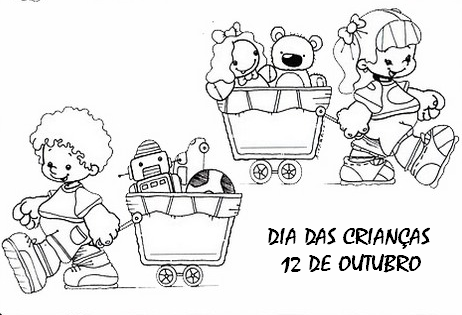 DIA DAS CRIANÇAS
12 DE OUTUBRO